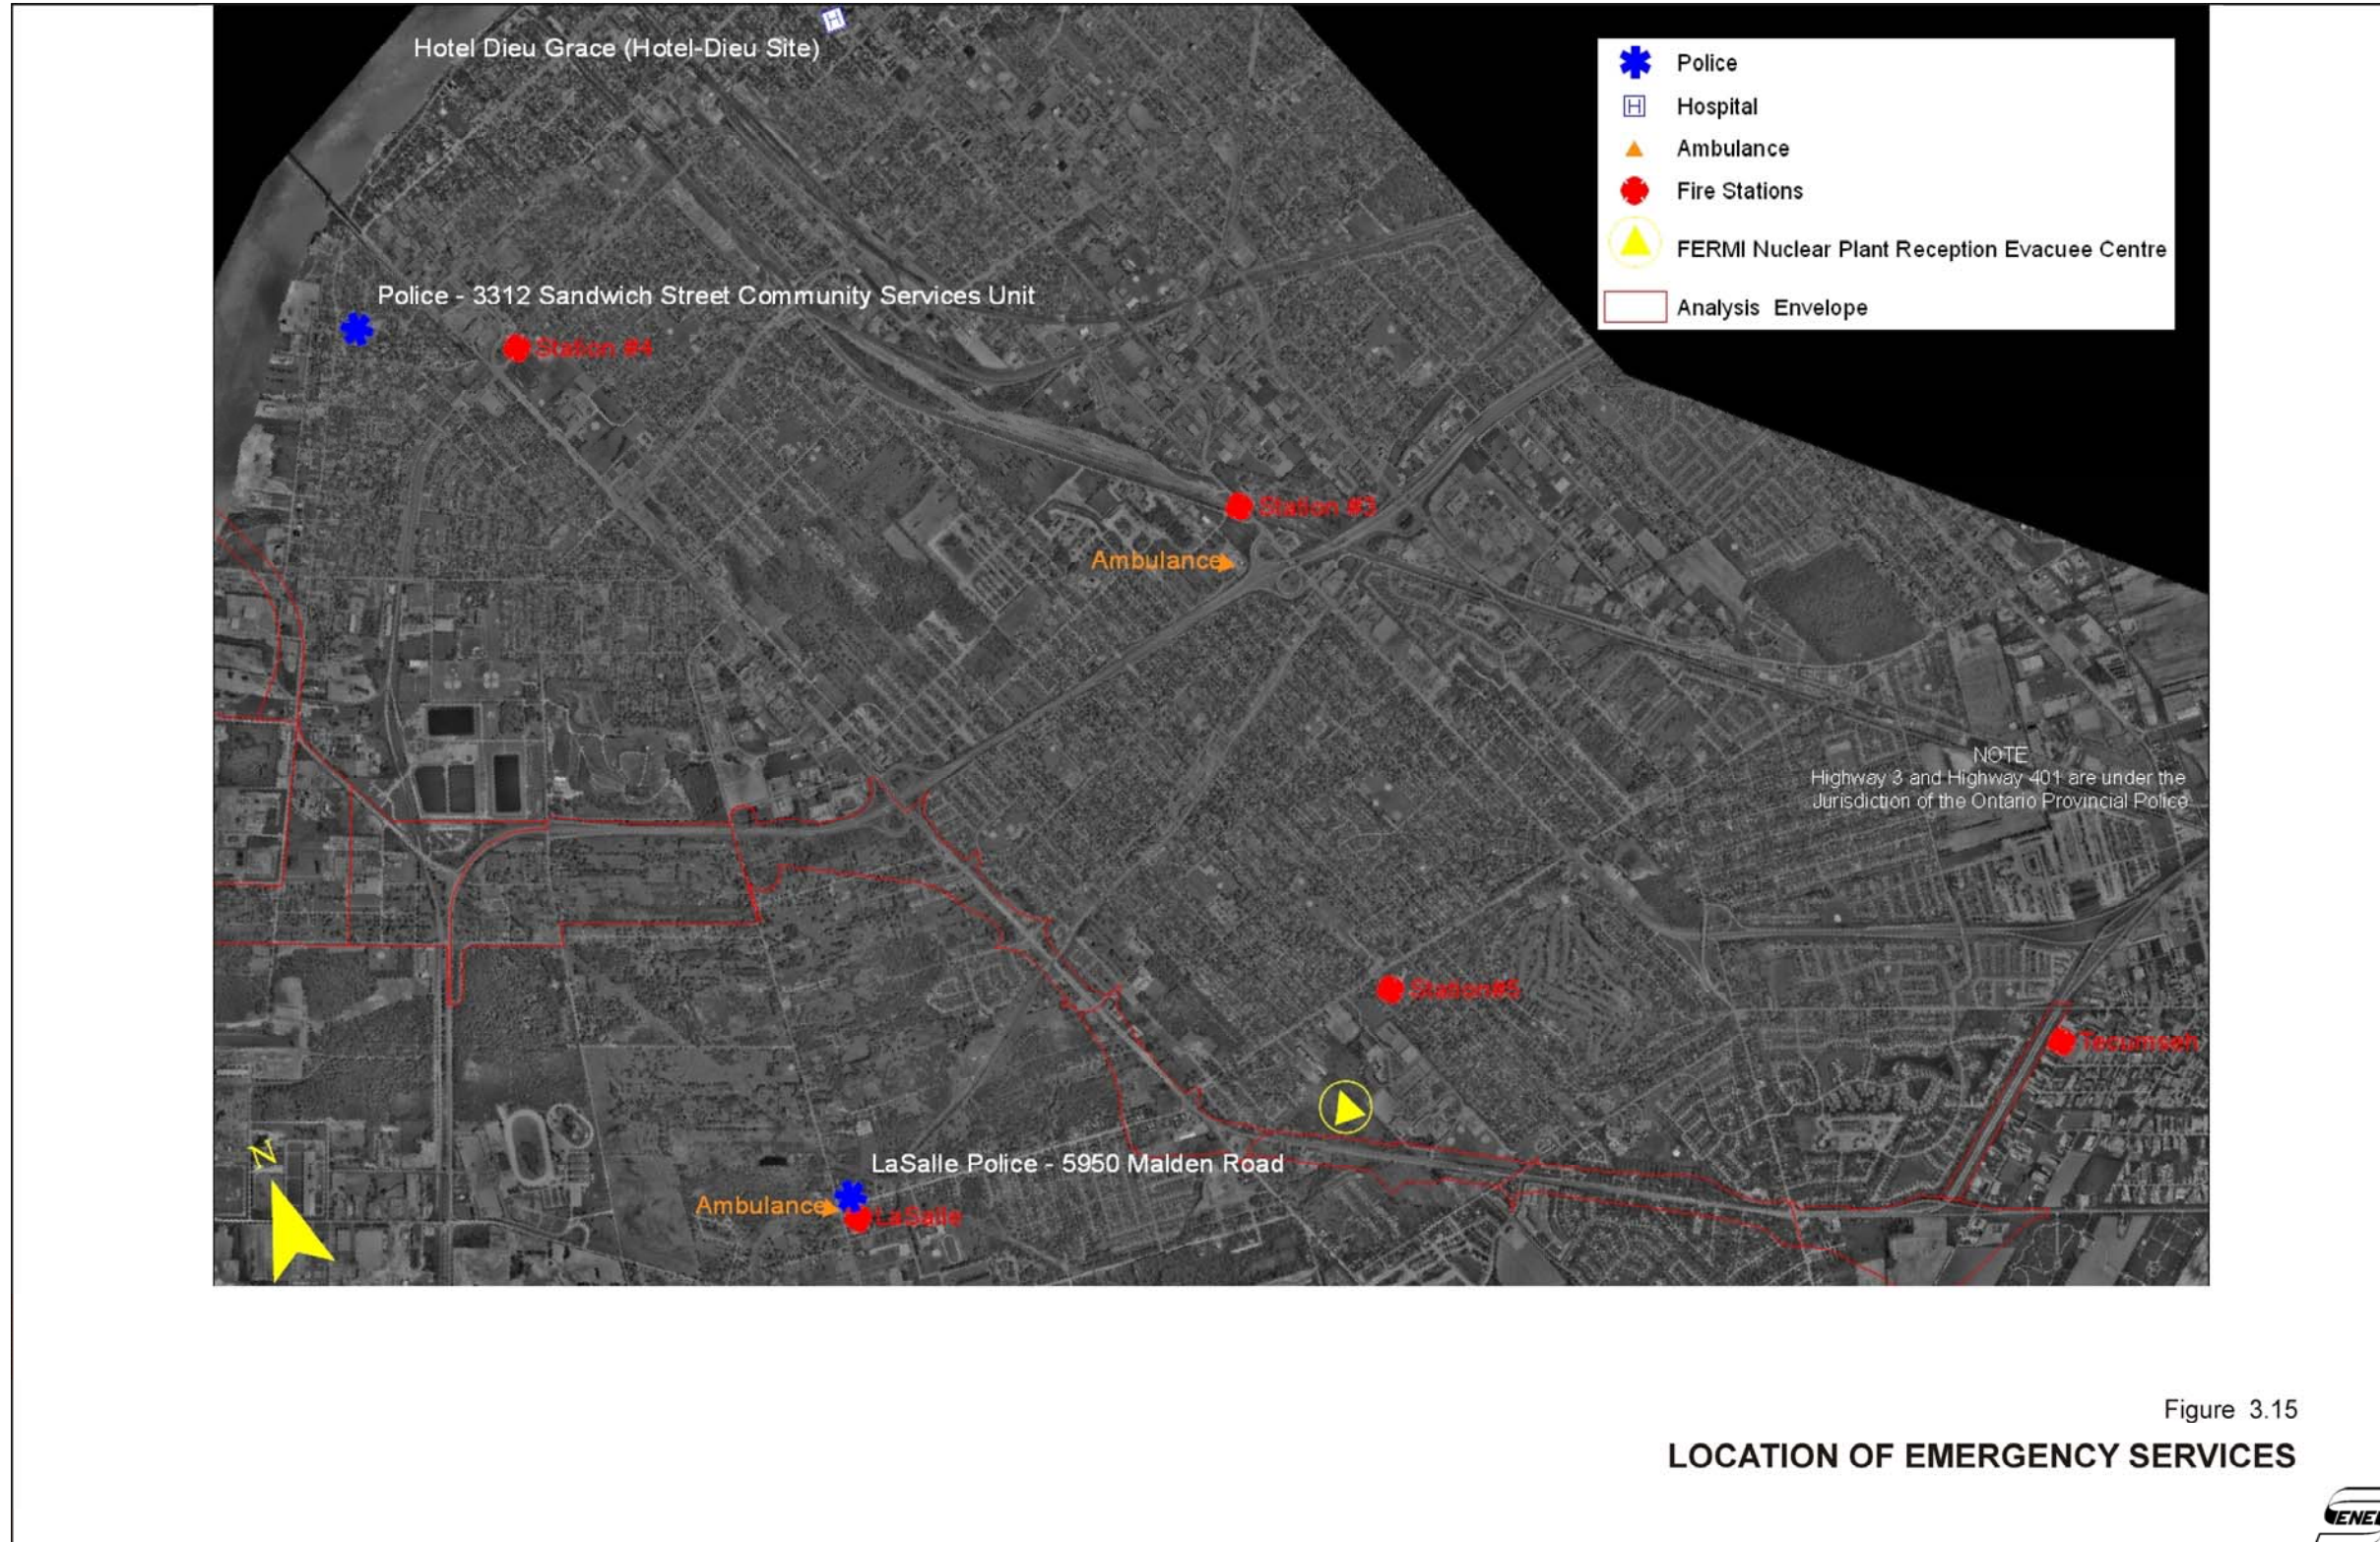 Hotel Dieu Grace (Hotel-Dieu Site)
Police
Hospital
Ambulance
Fire Stations
FERMI Nuclear Plant Reception Evacuee Centre
Analysis Envelope
Police - 3312 Sandwich Street Community Services Unit
Station #4
Station #3
Ambulance
NOTE
Highway 3 and Highway 401 are under the
Jurisdiction of the Ontario Provincial Police
Station#5
Tecumseh
N
LaSalle Police - 5950 Malden Road
Ambulance
LaSalle
Figure 3.15
LOCATION OF EMERGENCY SERVICES